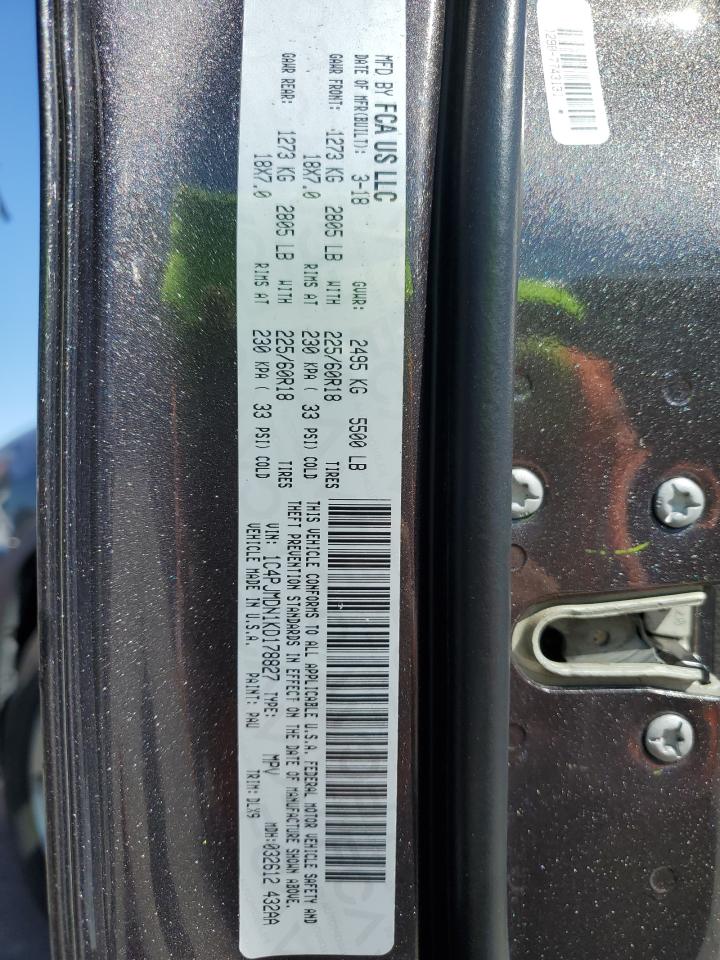 MFD BY FCA US LLC
DATE OF MFR(BUILT): 3-18 GVWR: 2495 KG 5500 LB
GAWR FRONT: 1273 KG 2805 LB WITH 225/60R18 TIRES
18X7.0 RIMS AT 230 KPA ( 33 PSI) COLD
GAWR REAR: 1273 KG 2805 LB WITH 225/60R18 TIRES
18X7.0 RIMS AT 230 KPA ( 33 PSI) COLD
THIS VEHICLE CONFORMS TO ALL APPLICABLE U.S.A. FEDERAL MOTOR VEHICLE SAFETY AND
THEFT PREVENTION STANDARDS IN EFFECT ON THE DATE OF MANUFACTURE SHOWN ABOVE.
VIN: 1C4PJMDN1KD178827 TYPE: MPV MDH:032612 432AA
VEHICLE MADE IN U.S.A. PAINT: PAU TRIM: DLX9